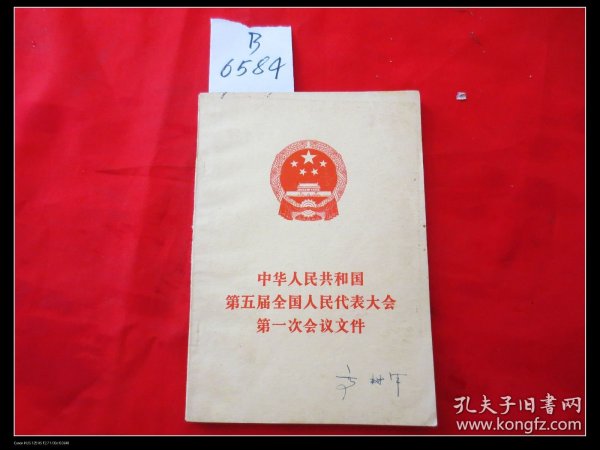 B
6584
中华人民共和国
第五届全国人民代表大会
第一次会议文件
孔夫子旧書网
www.kongfz.com